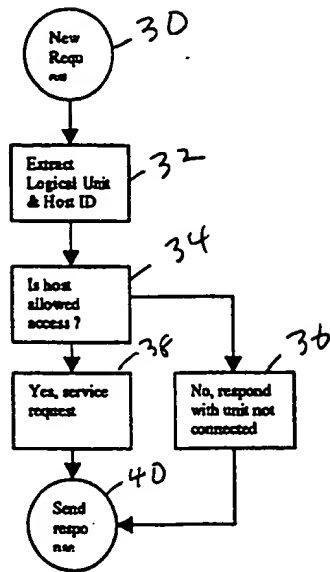 30
New
Requ
est
Extract
Logical Unit
& Host ID
32
34
Is host
allowed
access ?
38
36
Yes, service
request
No, respond
with unit not
connected
40
Send
respo
nse